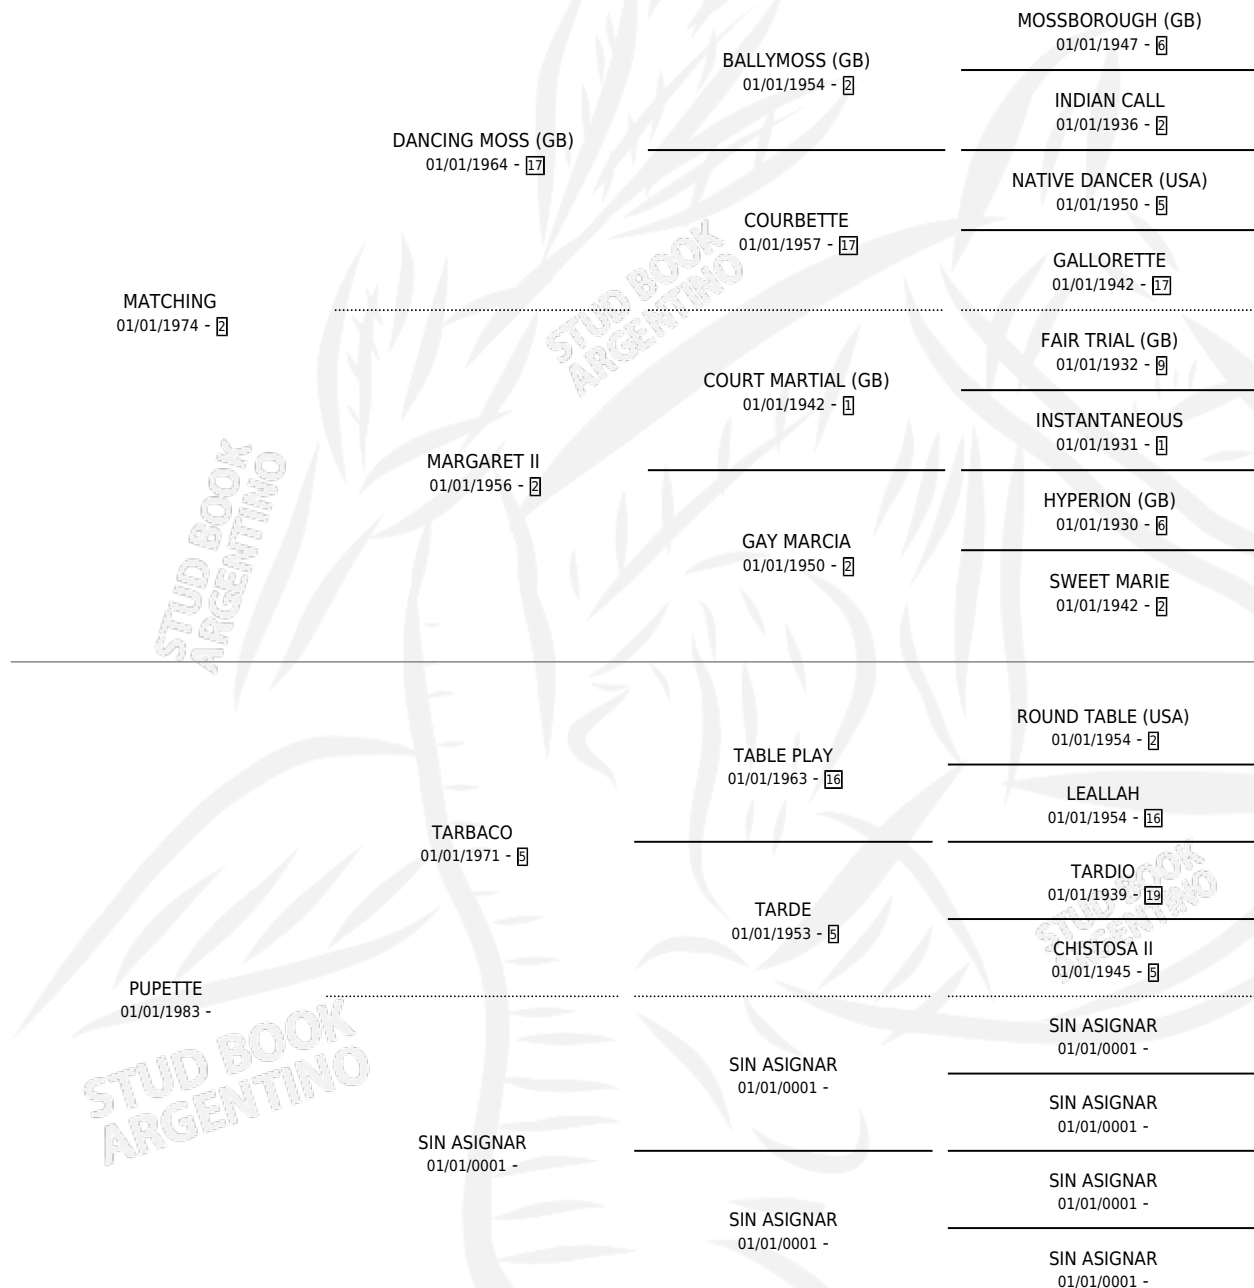 MOSSBOROUGH (GB)
01/01/1947 - 6
BALLYMOSS (GB)
01/01/1954 - 2
INDIAN CALL
01/01/1936 - 2
DANCING MOSS (GB)
01/01/1964 - 17
NATIVE DANCER (USA)
01/01/1950 - 5
COURBETTE
01/01/1957 - 17
GALLORETTE
01/01/1942 - 17
MATCHING
01/01/1974 - 2
FAIR TRIAL (GB)
01/01/1932 - 9
COURT MARTIAL (GB)
01/01/1942 - 1
INSTANTANEOUS
01/01/1931 - 1
MARGARET II
01/01/1956 - 2
HYPERION (GB)
01/01/1930 - 6
GAY MARCIA
01/01/1950 - 2
SWEET MARIE
01/01/1942 - 2
ROUND TABLE (USA)
01/01/1954 - 2
TABLE PLAY
01/01/1963 - 16
LEALLAH
01/01/1954 - 16
TARBACO
01/01/1971 - 5
TARDIO
01/01/1939 - 19
TARDE
01/01/1953 - 5
CHISTOSA II
01/01/1945 - 5
PUPETTE
01/01/1983 -
SIN ASIGNAR
01/01/0001 -
SIN ASIGNAR
01/01/0001 -
SIN ASIGNAR
01/01/0001 -
SIN ASIGNAR
01/01/0001 -
SIN ASIGNAR
01/01/0001 -
SIN ASIGNAR
01/01/0001 -
SIN ASIGNAR
01/01/0001 -
STUD BOOK
ARGENTINO
STUD BOOK
ARGENTINO
STUD BOOK
ARGENTINO
STUD BOOK
ARGENTINO